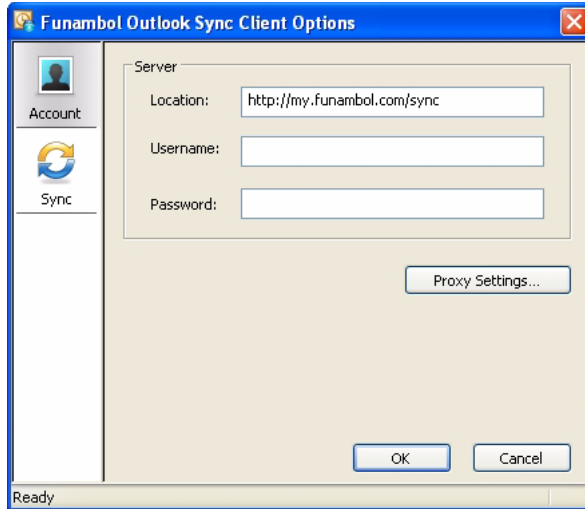 Funambol Outlook Sync Client Options
Account
Sync
Server
Location: http://my.funambol.com/sync
Username:
Password:
Proxy Settings...
OK Cancel
Ready